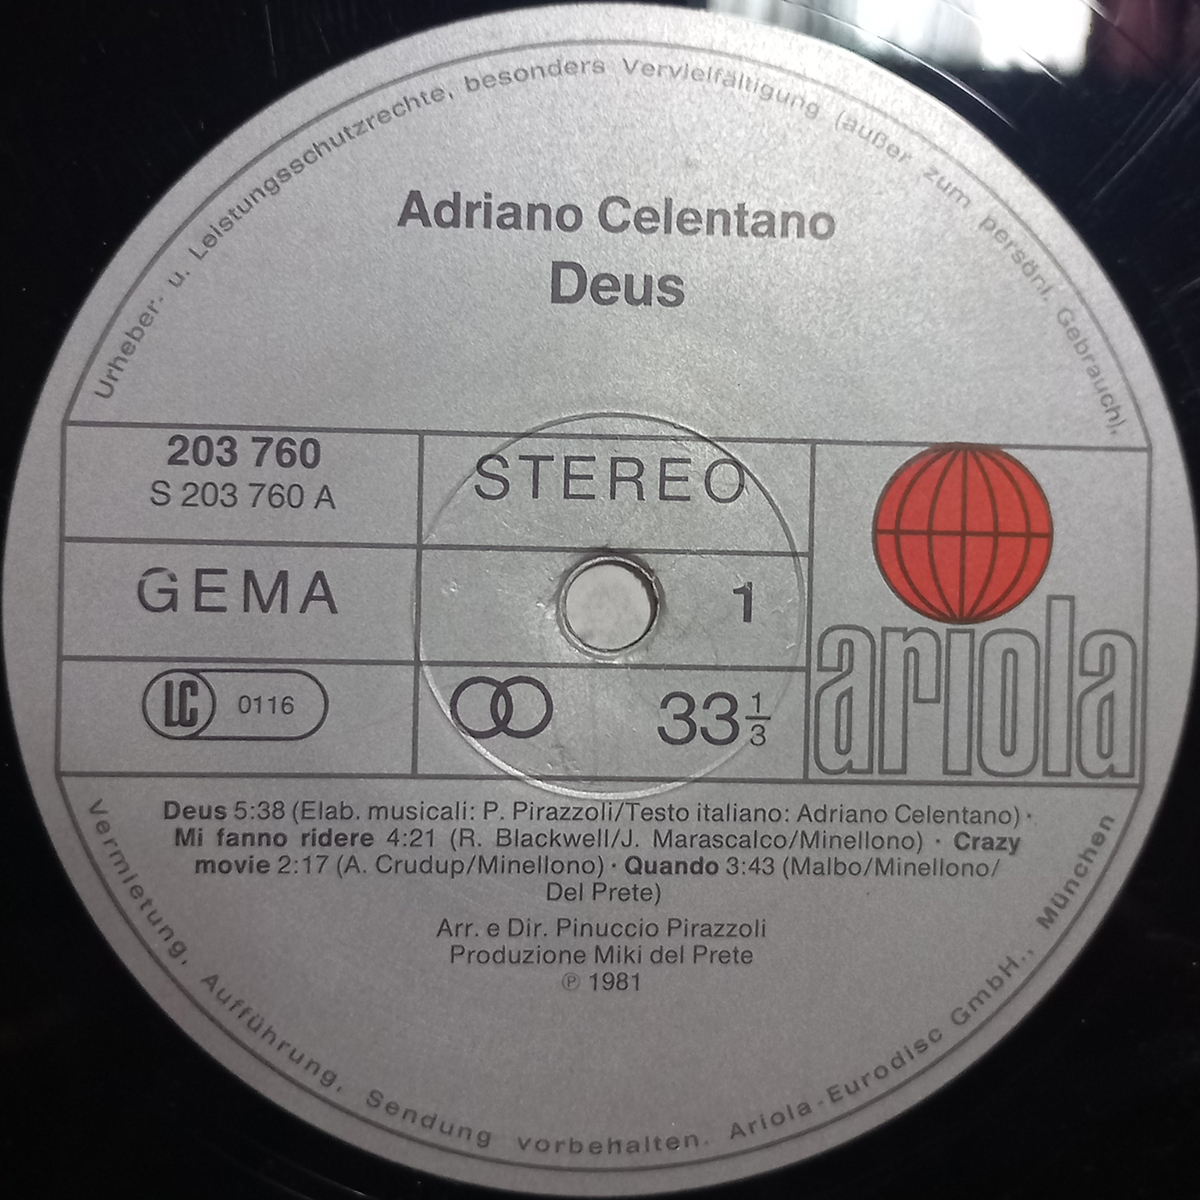 Urheber- u. Leistungsschutzrechte, besonders Vervielfältigung (außer zum persönl. Gebrauch),
Adriano Celentano
Deus
203 760
S 203 760 A
STEREO
GEMA
1
LC 0116
33 1/3
ariola
Deus 5:38 (Elab. musicali: P. Pirazzoli/Testo italiano: Adriano Celentano) ·
Mi fanno ridere 4:21 (R. Blackwell/J. Marascalco/Minellono) · Crazy
movie 2:17 (A. Crudup/Minellono) · Quando 3:43 (Malbo/Minellono/
Del Prete)
Arr. e Dir. Pinuccio Pirazzoli
Produzione Miki del Prete
℗ 1981
Vermietung, Aufführung, Sendung vorbehalten. Ariola-Eurodisc GmbH., München